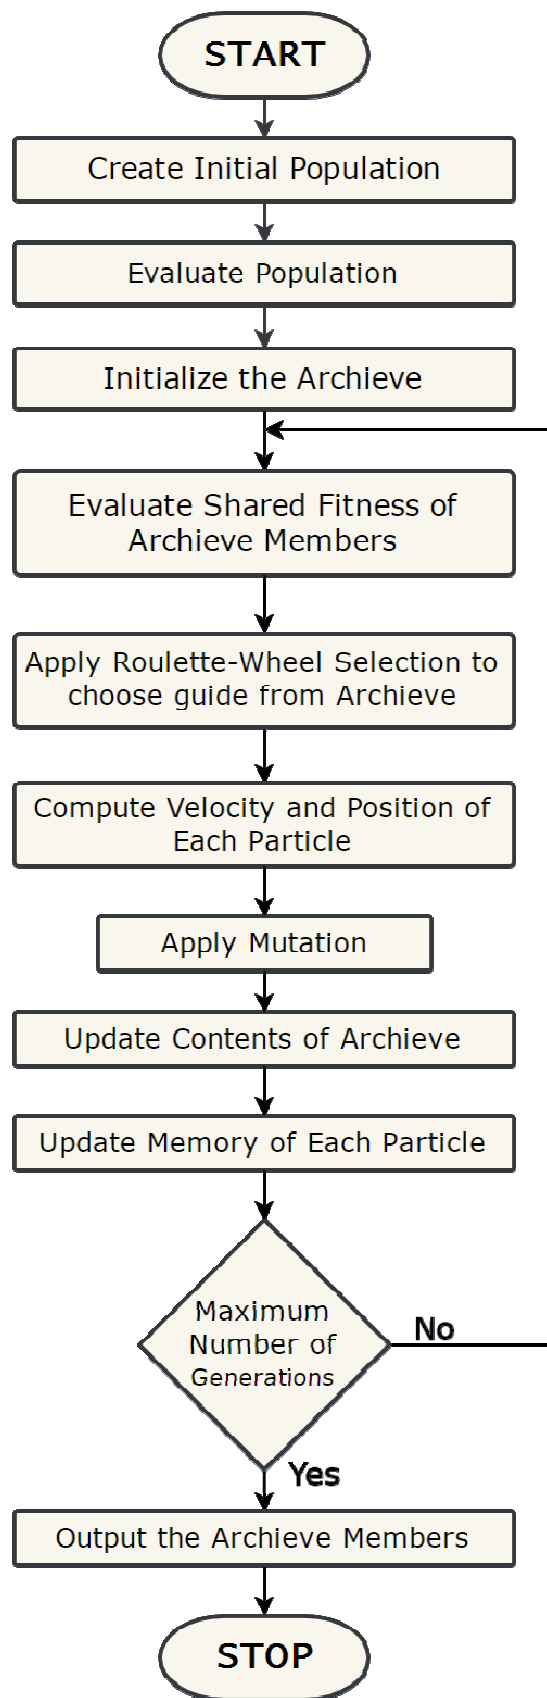 START
Create Initial Population
Evaluate Population
Initialize the Archieve
Evaluate Shared Fitness of
Archieve Members
Apply Roulette-Wheel Selection to
choose guide from Archieve
Compute Velocity and Position of
Each Particle
Apply Mutation
Update Contents of Archieve
Update Memory of Each Particle
Maximum
Number of
Generations
No
Yes
Output the Archieve Members
STOP